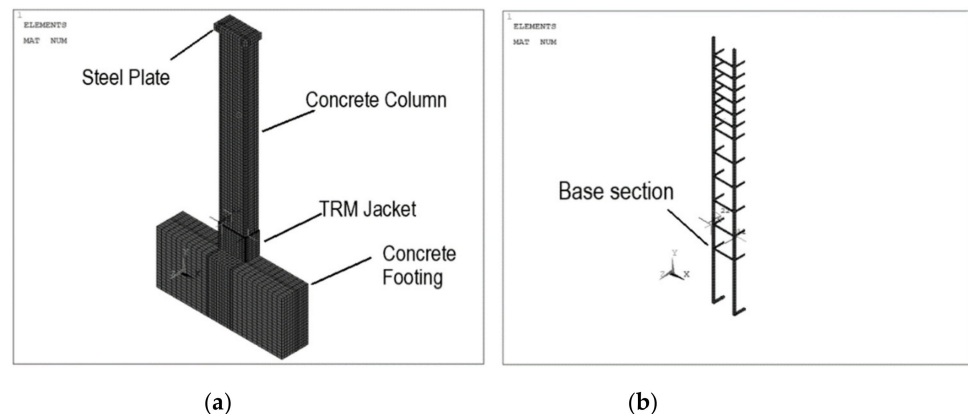 1
ELEMENTS
MAT NUM
Steel Plate
Concrete Column
TRM Jacket
Concrete
Footing
Y
X
(a)
1
ELEMENTS
MAT NUM
Base section
Y
Z
X
(b)